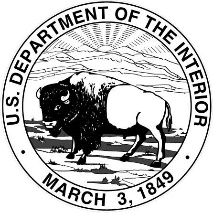 U.S. DEPARTMENT OF THE INTERIOR
MARCH 3, 1849